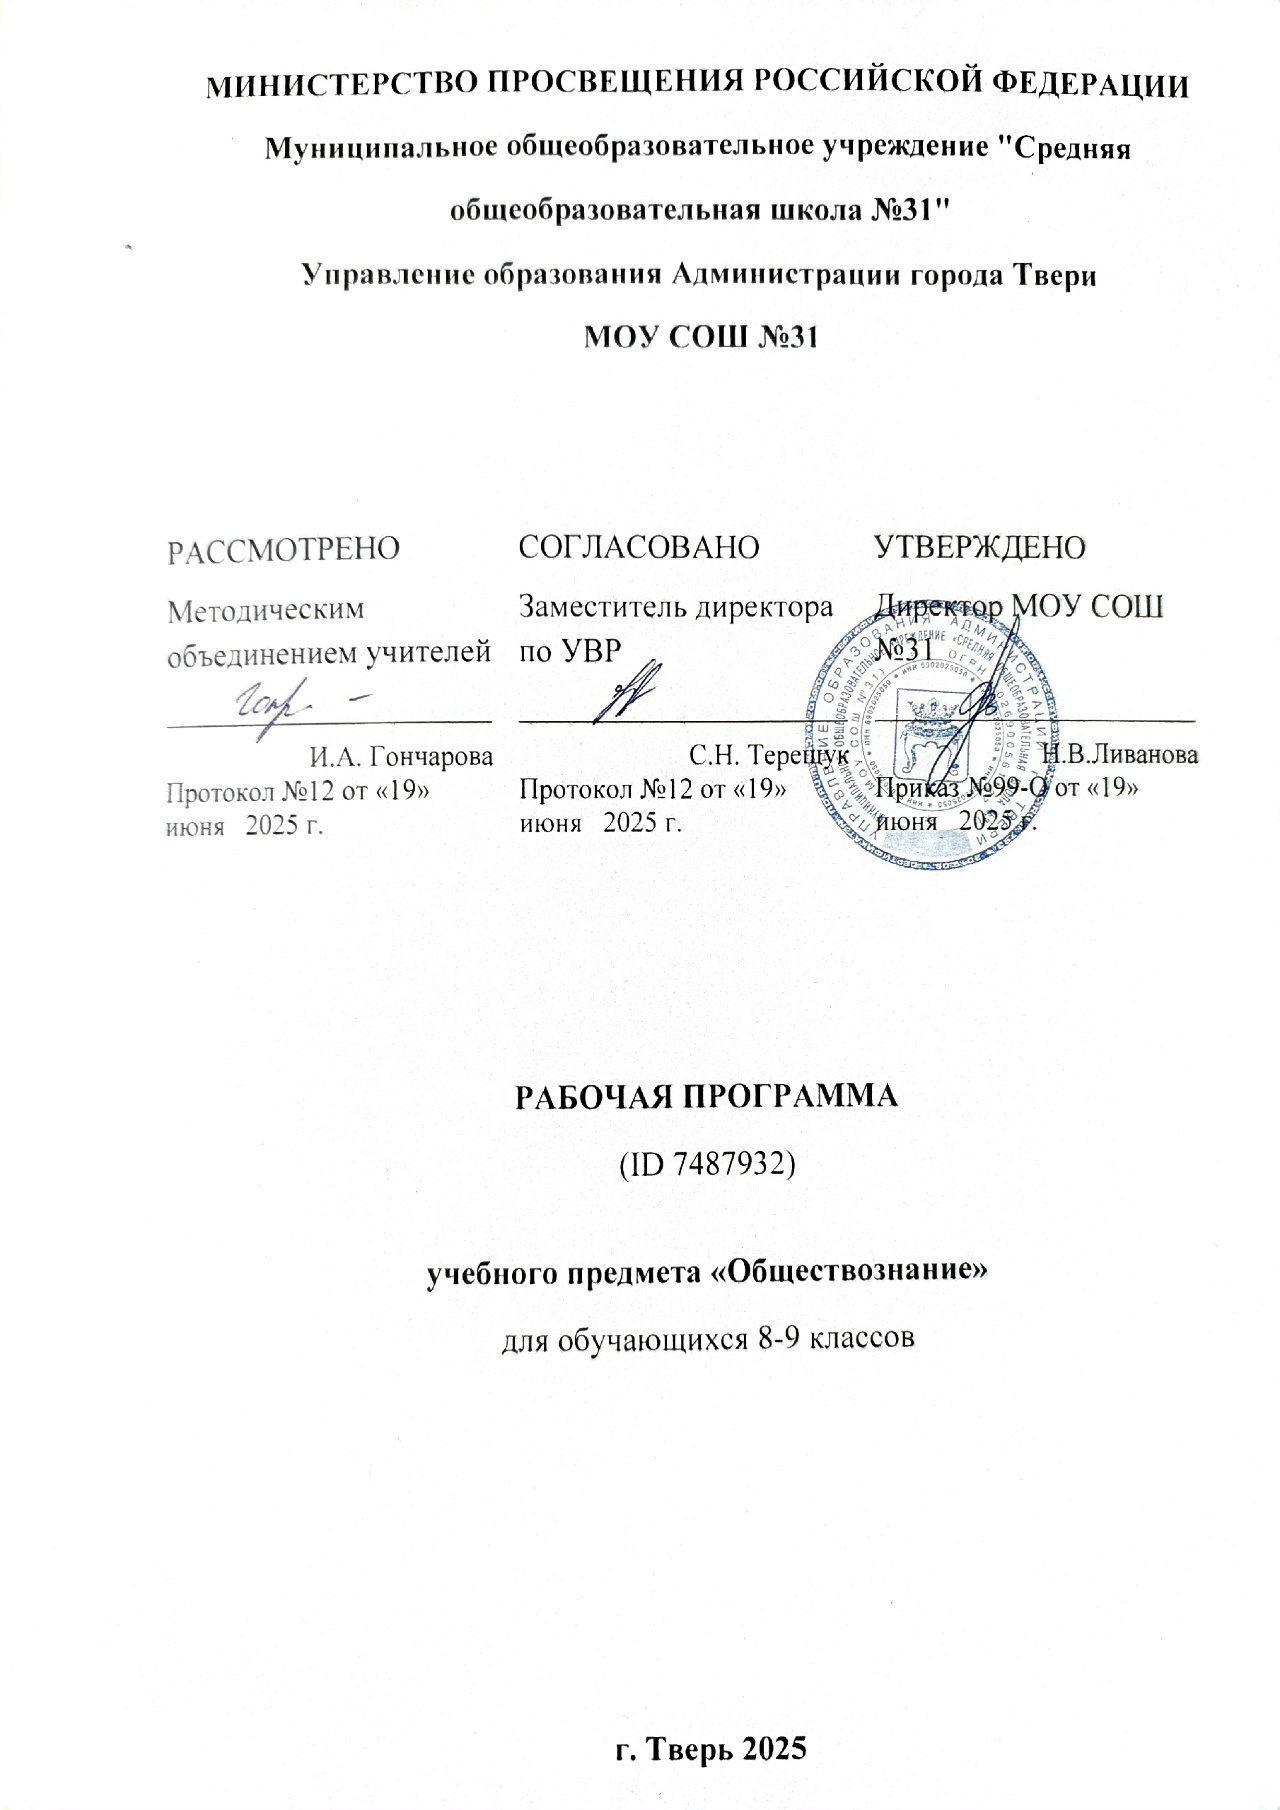 МИНИСТЕРСТВО ПРОСВЕЩЕНИЯ РОССИЙСКОЙ ФЕДЕРАЦИИ
Муниципальное общеобразовательное учреждение "Средняя
общеобразовательная школа №31"
Управление образования Администрации города Твери
МОУ СОШ №31
РАССМОТРЕНО
Методическим
объединением учителей
И.А. Гончарова
Протокол №12 от «19»
июня 2025 г.
СОГЛАСОВАНО
Заместитель директора
по УВР
С.Н. Терещук
Протокол №12 от «19»
июня 2025 г.
УТВЕРЖДЕНО
Директор МОУ СОШ
№31
Н.В.Ливанова
Приказ №99-О от «19»
июня 2025 г.
РАБОЧАЯ ПРОГРАММА
(ID 7487932)
учебного предмета «Обществознание»
для обучающихся 8-9 классов
г. Тверь 2025